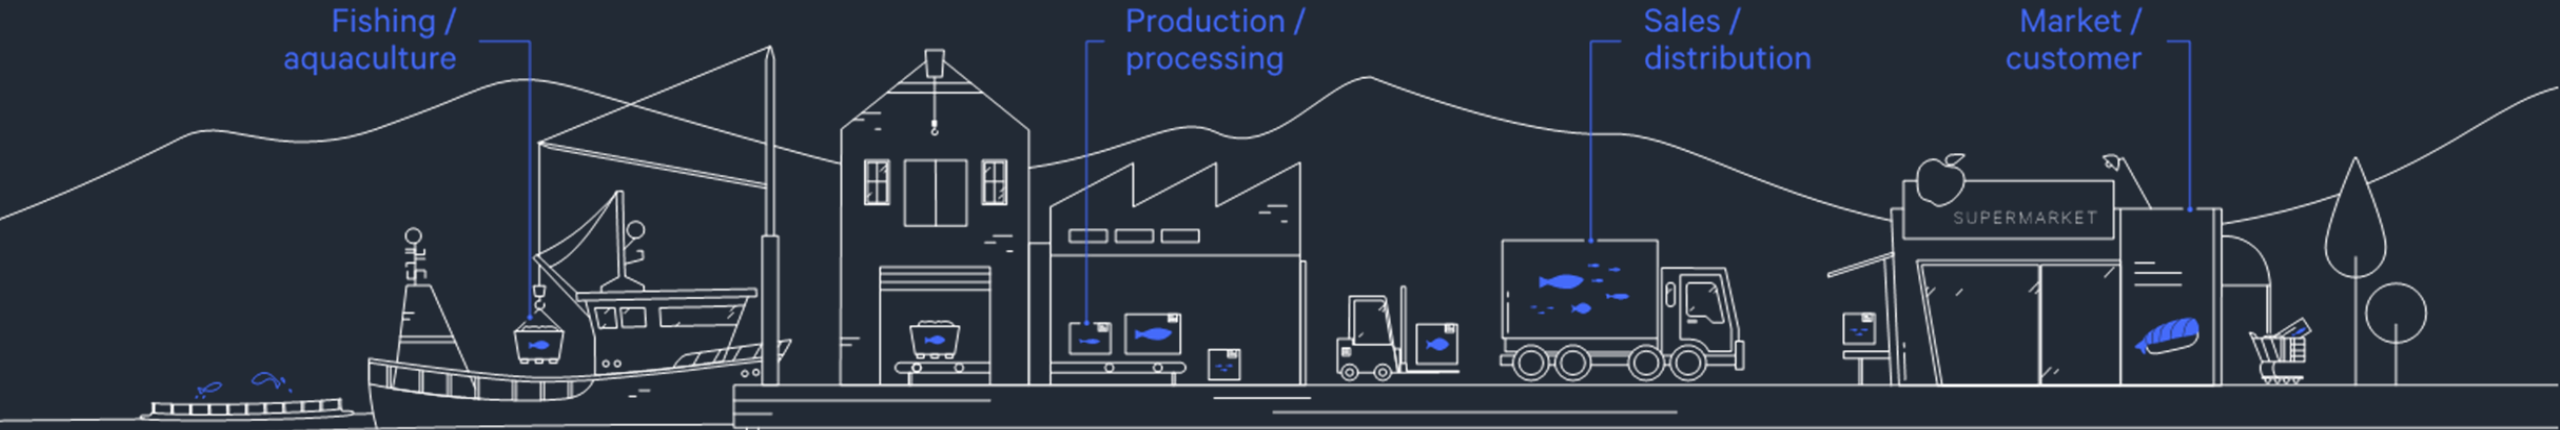 Fishing /
aquaculture
Production /
processing
Sales /
distribution
Market /
customer
SUPERMARKET